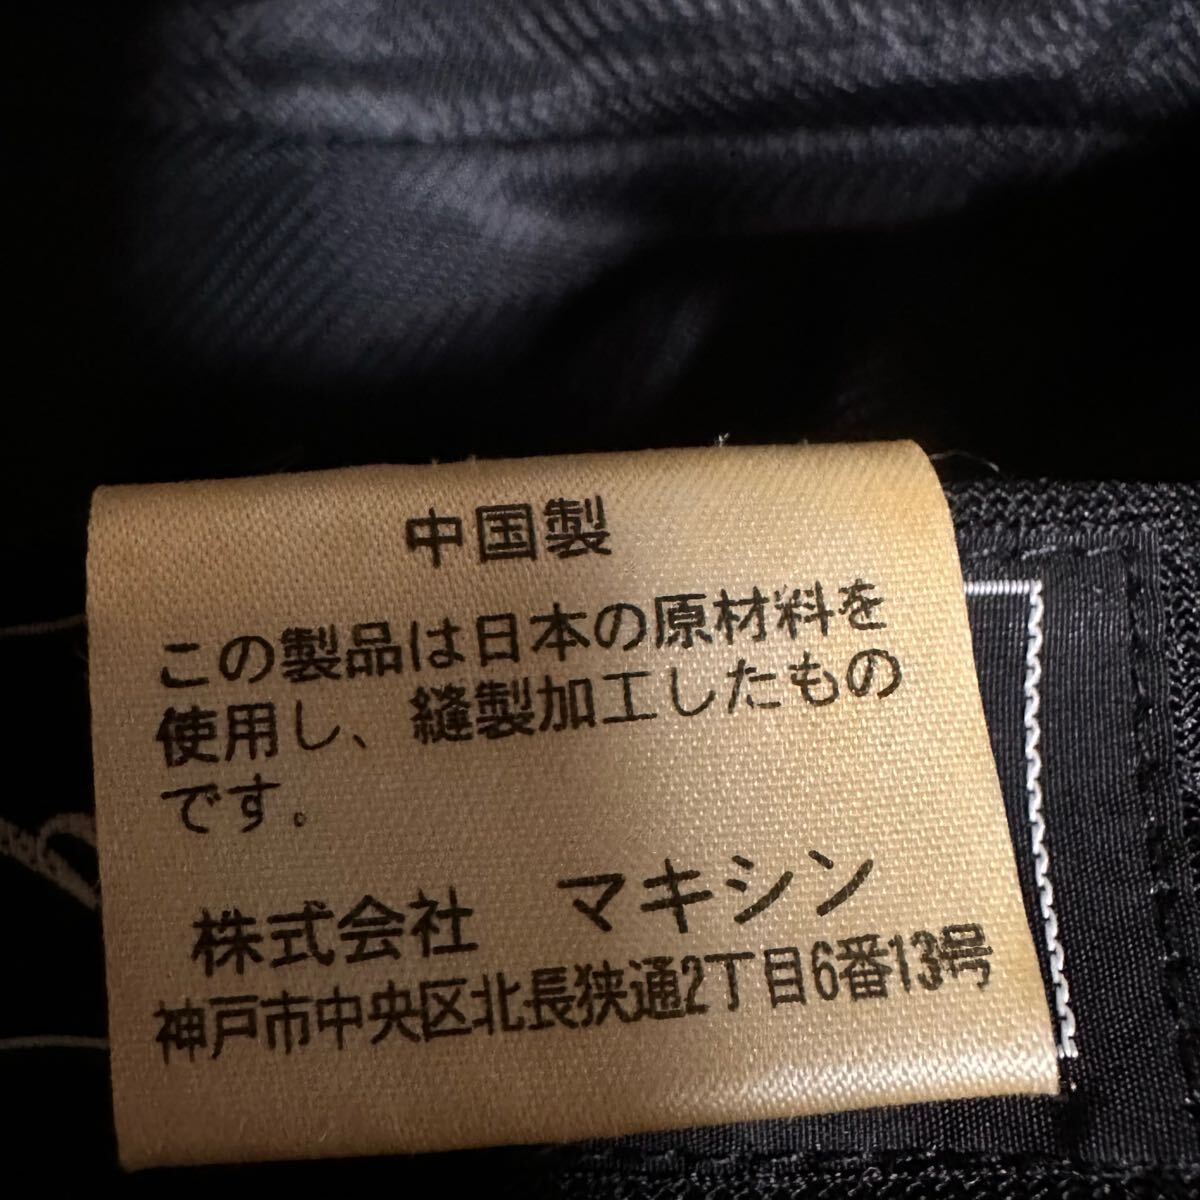 中国製
この製品は日本の原材料を
使用し、縫製加工したもの
です。
株式会社　マキシン
神戸市中央区北長狭通2丁目6番13号